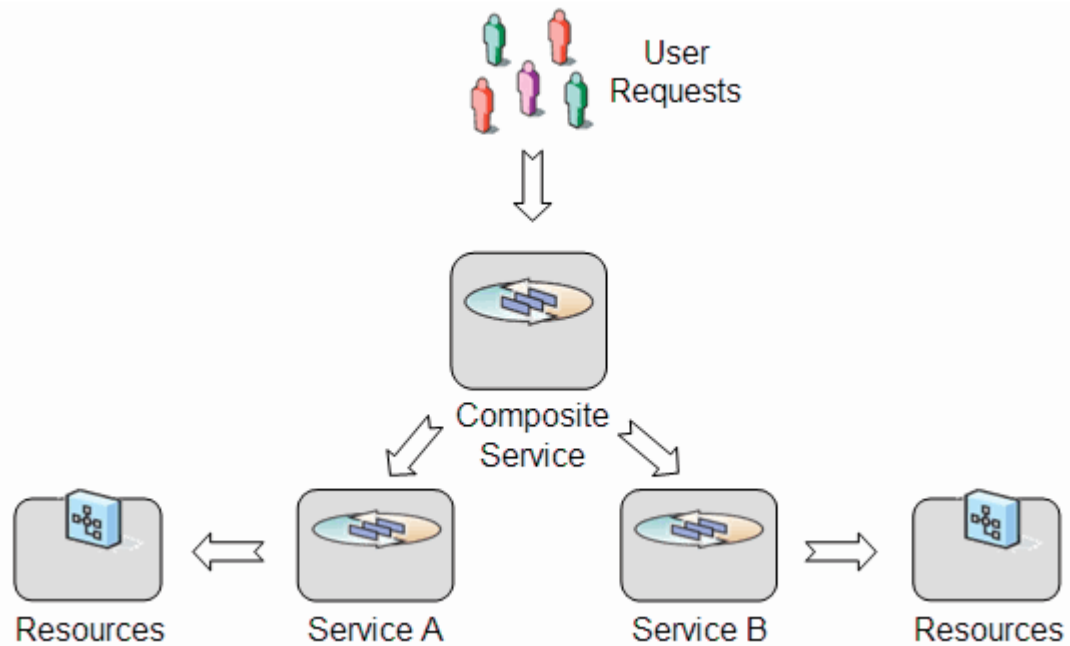 User
Requests
Composite
Service
Resources
Service A
Service B
Resources